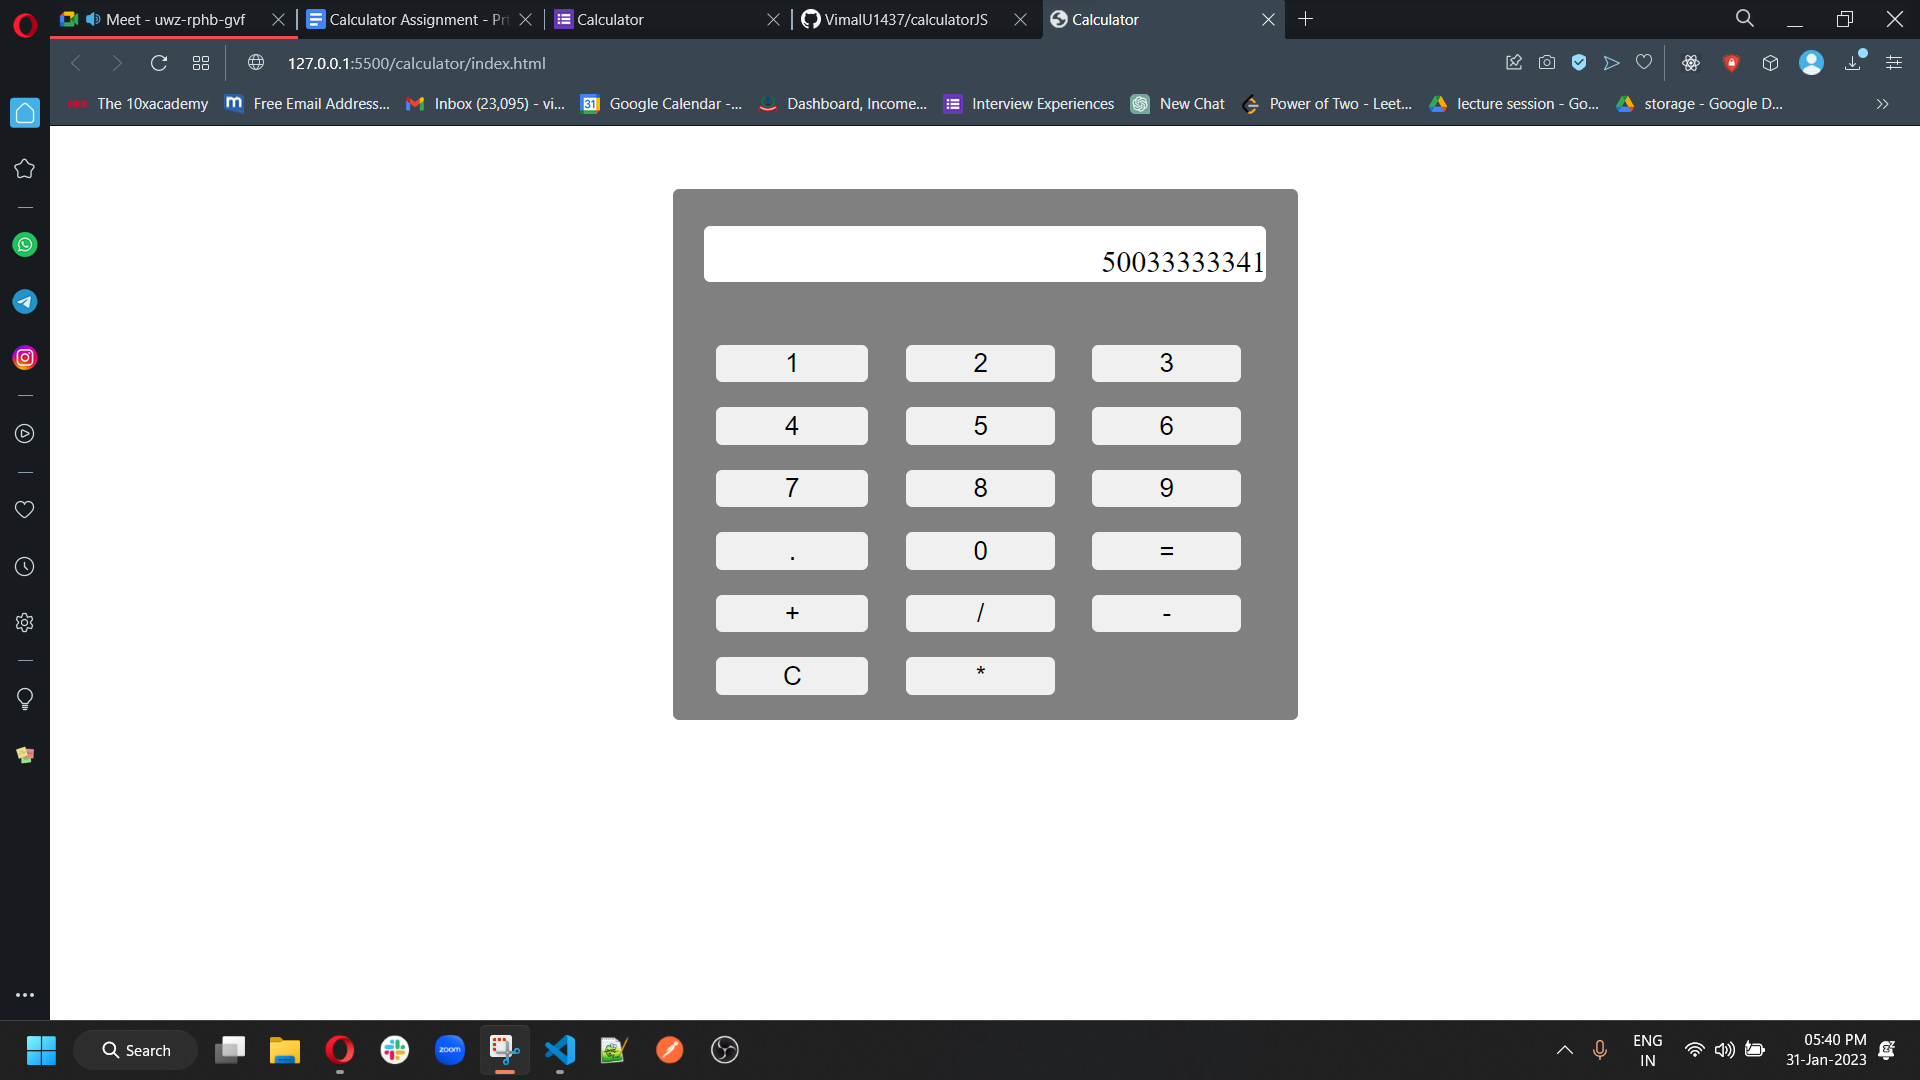 Meet - uwz-rphb-gvf
Calculator Assignment - Prt
Calculator
VimalU1437/calculatorJS
Calculator
127.0.0.1:5500/calculator/index.html
The 10xacademy
Free Email Address...
Inbox (23,095) - vi...
31
Google Calendar -...
Dashboard, Income...
Interview Experiences
New Chat
Power of Two - Leet...
lecture session - Go...
storage - Google D...
50033333341
1 2 3
4 5 6
7 8 9
. 0 =
+ / -
C *
Search
zoom
ENG
IN
05:40 PM
31-Jan-2023